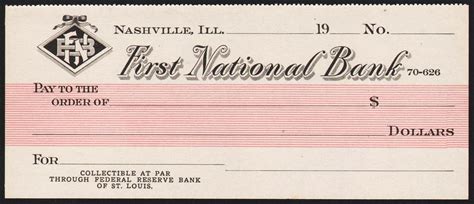 NASHVILLE, ILL. 19 NO.
FNB First National Bank 70-626
PAY TO THE
ORDER OF $
DOLLARS
FOR
COLLECTIBLE AT PAR
THROUGH FEDERAL RESERVE BANK
OF ST. LOUIS.